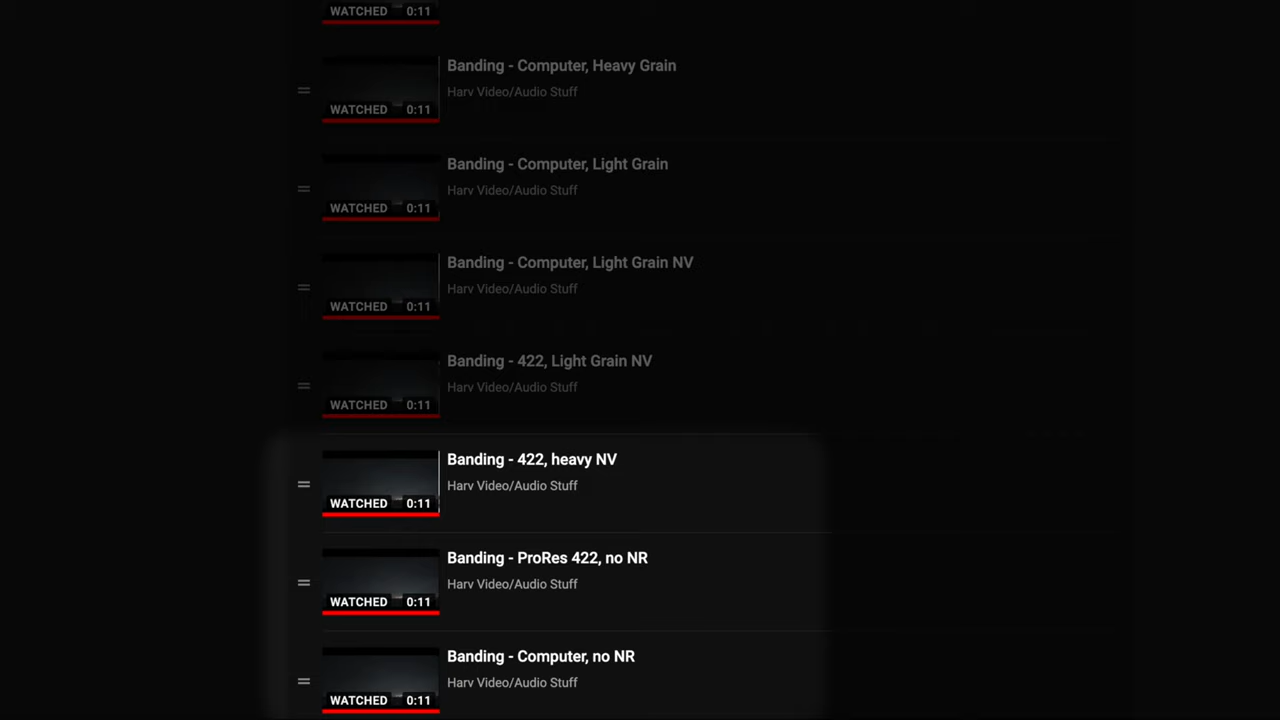 WATCHED 0:11
Banding - Computer, Heavy Grain
Harv Video/Audio Stuff
WATCHED 0:11
Banding - Computer, Light Grain
Harv Video/Audio Stuff
WATCHED 0:11
Banding - Computer, Light Grain NV
Harv Video/Audio Stuff
WATCHED 0:11
Banding - 422, Light Grain NV
Harv Video/Audio Stuff
WATCHED 0:11
Banding - 422, heavy NV
Harv Video/Audio Stuff
WATCHED 0:11
Banding - ProRes 422, no NR
Harv Video/Audio Stuff
WATCHED 0:11
Banding - Computer, no NR
Harv Video/Audio Stuff
WATCHED 0:11